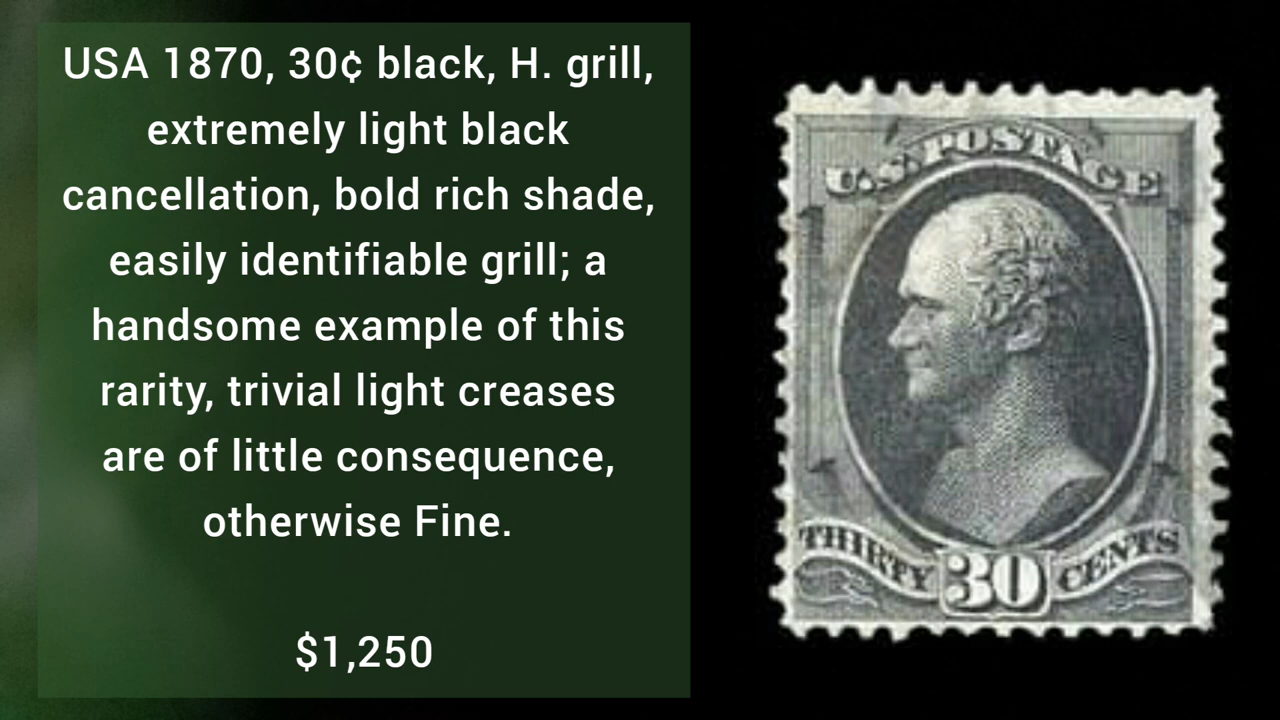 USA 1870, 30¢ black, H. grill,
extremely light black
cancellation, bold rich shade,
easily identifiable grill; a
handsome example of this
rarity, trivial light creases
are of little consequence,
otherwise Fine.
$1,250
U.S. POSTAGE
THIRTY 30 CENTS